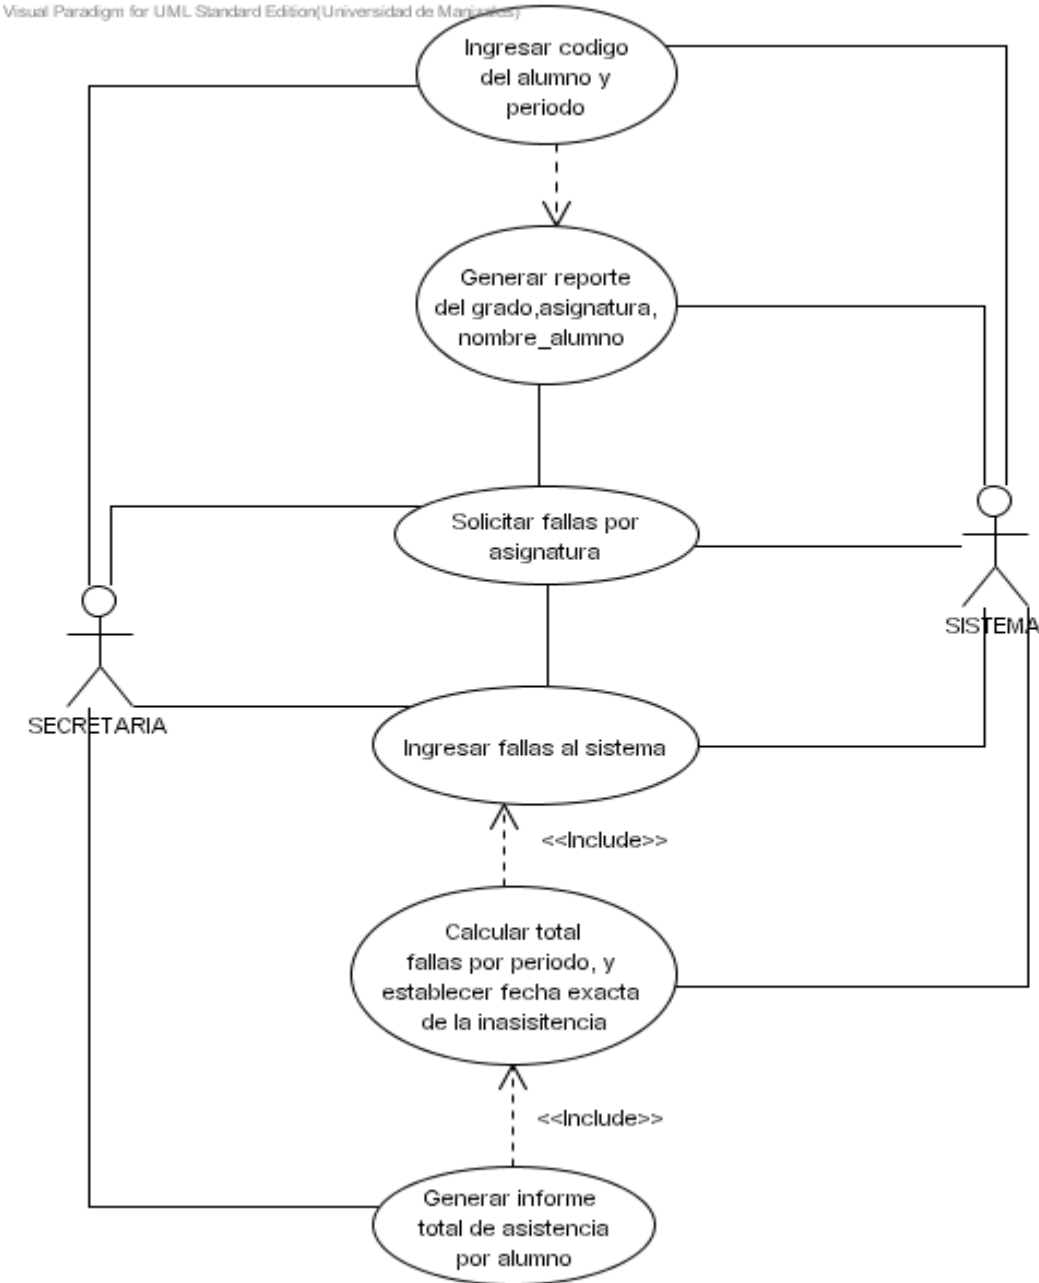 Visual Paradigm for UML Standard Edition(Universidad de Manizales)
Ingresar codigo
del alumno y
periodo
Generar reporte
del grado,asignatura,
nombre_alumno
Solicitar fallas por
asignatura
SISTEMA
SECRETARIA
Ingresar fallas al sistema
<<Include>>
Calcular total
fallas por periodo, y
establecer fecha exacta
de la inasisitencia
<<Include>>
Generar informe
total de asistencia
por alumno